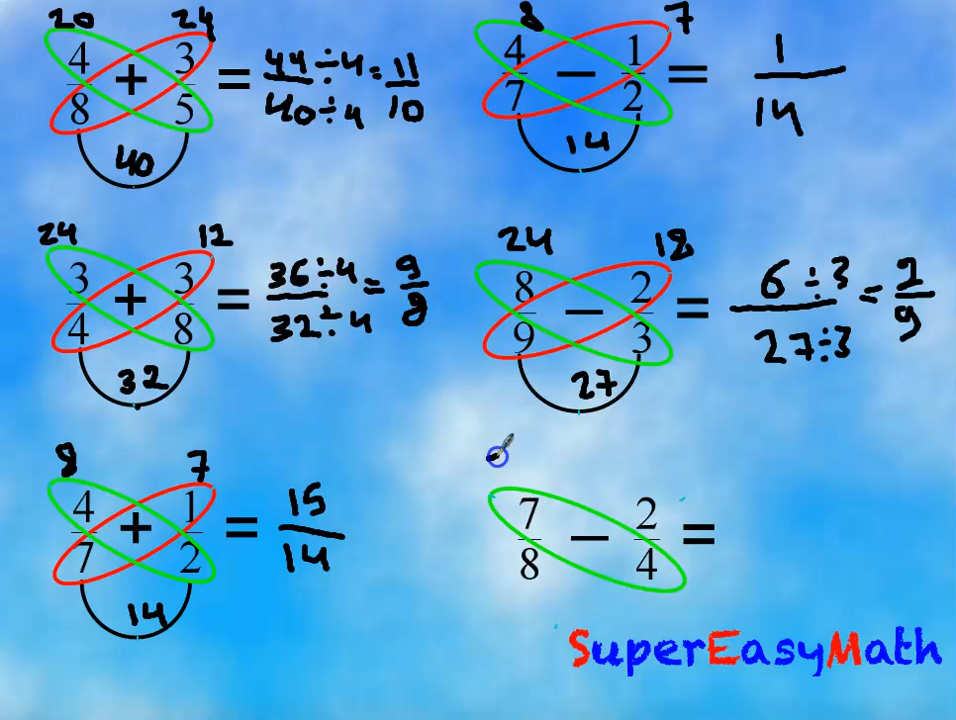 20 24
4/8 + 3/5 = 44÷4/40÷4 = 11/10
40
8 7
4/7 − 1/2 = 1/14
14
24 12
3/4 + 3/8 = 36÷4/32÷4 = 9/8
32
24 18
8/9 − 2/3 = 6÷3/27÷3 = 2/9
27
8 7
4/7 + 1/2 = 15/14
14
7/8 − 2/4 =
SuperEasyMath